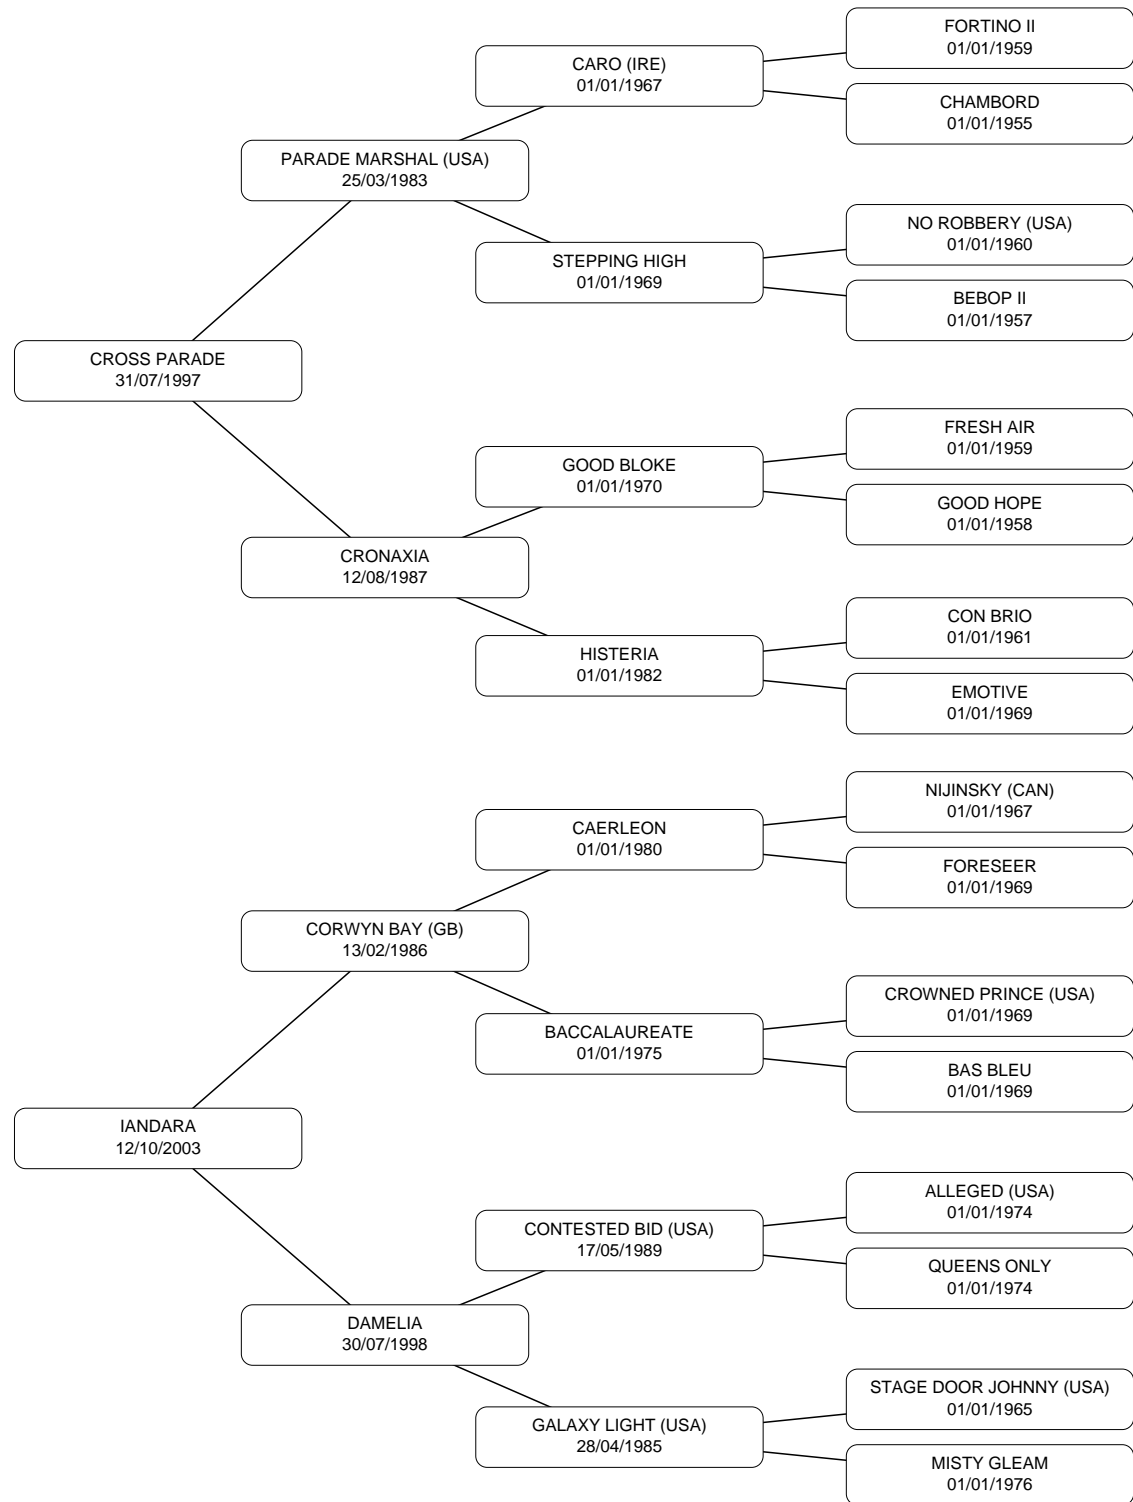 FORTINO II
01/01/1959
CARO (IRE)
01/01/1967
CHAMBORD
01/01/1955
PARADE MARSHAL (USA)
25/03/1983
NO ROBBERY (USA)
01/01/1960
STEPPING HIGH
01/01/1969
BEBOP II
01/01/1957
CROSS PARADE
31/07/1997
FRESH AIR
01/01/1959
GOOD BLOKE
01/01/1970
GOOD HOPE
01/01/1958
CRONAXIA
12/08/1987
CON BRIO
01/01/1961
HISTERIA
01/01/1982
EMOTIVE
01/01/1969
NIJINSKY (CAN)
01/01/1967
CAERLEON
01/01/1980
FORESEER
01/01/1969
CORWYN BAY (GB)
13/02/1986
CROWNED PRINCE (USA)
01/01/1969
BACCALAUREATE
01/01/1975
BAS BLEU
01/01/1969
IANDARA
12/10/2003
ALLEGED (USA)
01/01/1974
CONTESTED BID (USA)
17/05/1989
QUEENS ONLY
01/01/1974
DAMELIA
30/07/1998
STAGE DOOR JOHNNY (USA)
01/01/1965
GALAXY LIGHT (USA)
28/04/1985
MISTY GLEAM
01/01/1976